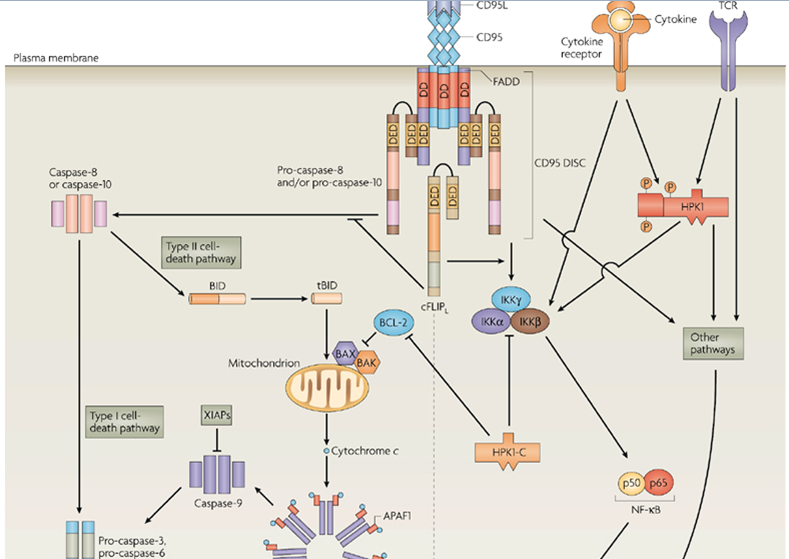 CD95L
CD95
Cytokine
TCR
Cytokine
receptor
Plasma membrane
FADD
DD
DD
DD
DED
DED
DED
DED
CD95 DISC
Caspase-8
or caspase-10
Pro-caspase-8
and/or pro-caspase-10
DED
DED
P
P
HPK1
P
Type II cell-
death pathway
BID
tBID
cFLIPL
IKKγ
IKKα
IKKβ
BCL-2
BAX
BAK
Mitochondrion
Other
pathways
Type I cell-
death pathway
XIAPs
Cytochrome c
HPK1-C
Caspase-9
p50
p65
NF-κB
APAF1
Pro-caspase-3,
pro-caspase-6